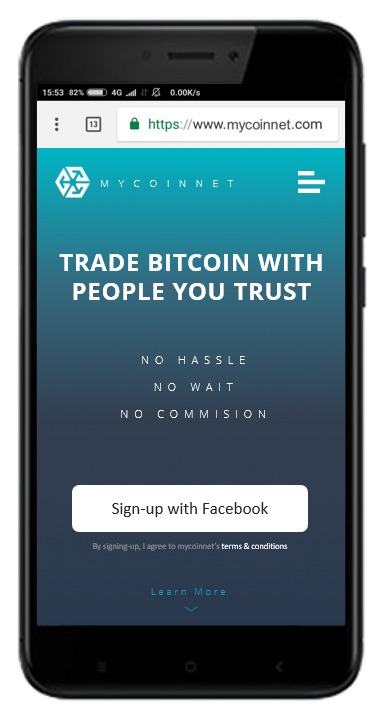 15:53 82% 4G 0.00K/s
13 https://www.mycoinnet.com
MYCOINNET
TRADE BITCOIN WITH
PEOPLE YOU TRUST
NO HASSLE
NO WAIT
NO COMMISION
Sign-up with Facebook
By signing-up, I agree to mycoinnet's terms & conditions
Learn More